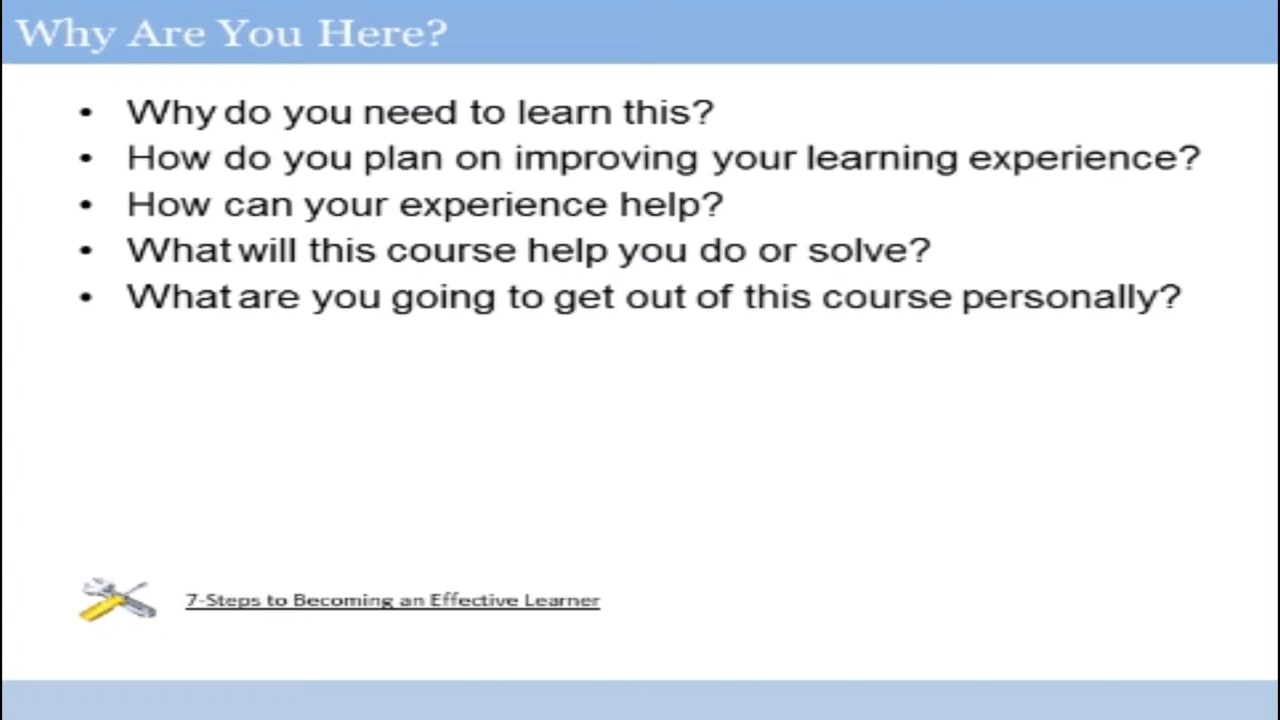 Why Are You Here?
• Why do you need to learn this?
• How do you plan on improving your learning experience?
• How can your experience help?
• What will this course help you do or solve?
• What are you going to get out of this course personally?
7-Steps to Becoming an Effective Learner